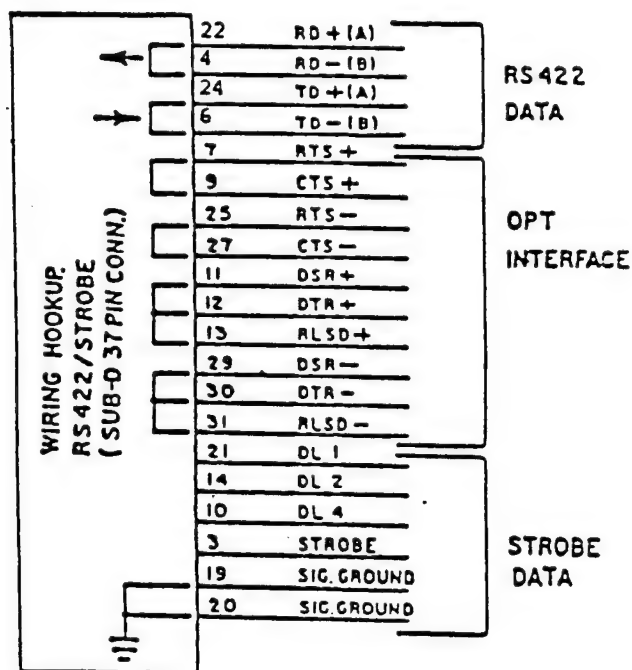 22 RD+(A)
4 RD-(B)
24 TD+(A)
6 TD-(B)
7 RTS+
9 CTS+
25 RTS-
27 CTS-
11 DSR+
12 DTR+
13 RLSD+
29 DSR-
30 DTR-
31 RLSD-
21 DL 1
14 DL 2
10 DL 4
3 STROBE
19 SIG.GROUND
20 SIG.GROUND
RS422
DATA
OPT
INTERFACE
STROBE
DATA
WIRING HOOKUP.
RS422/STROBE
(SUB-D 37PIN CONN.)